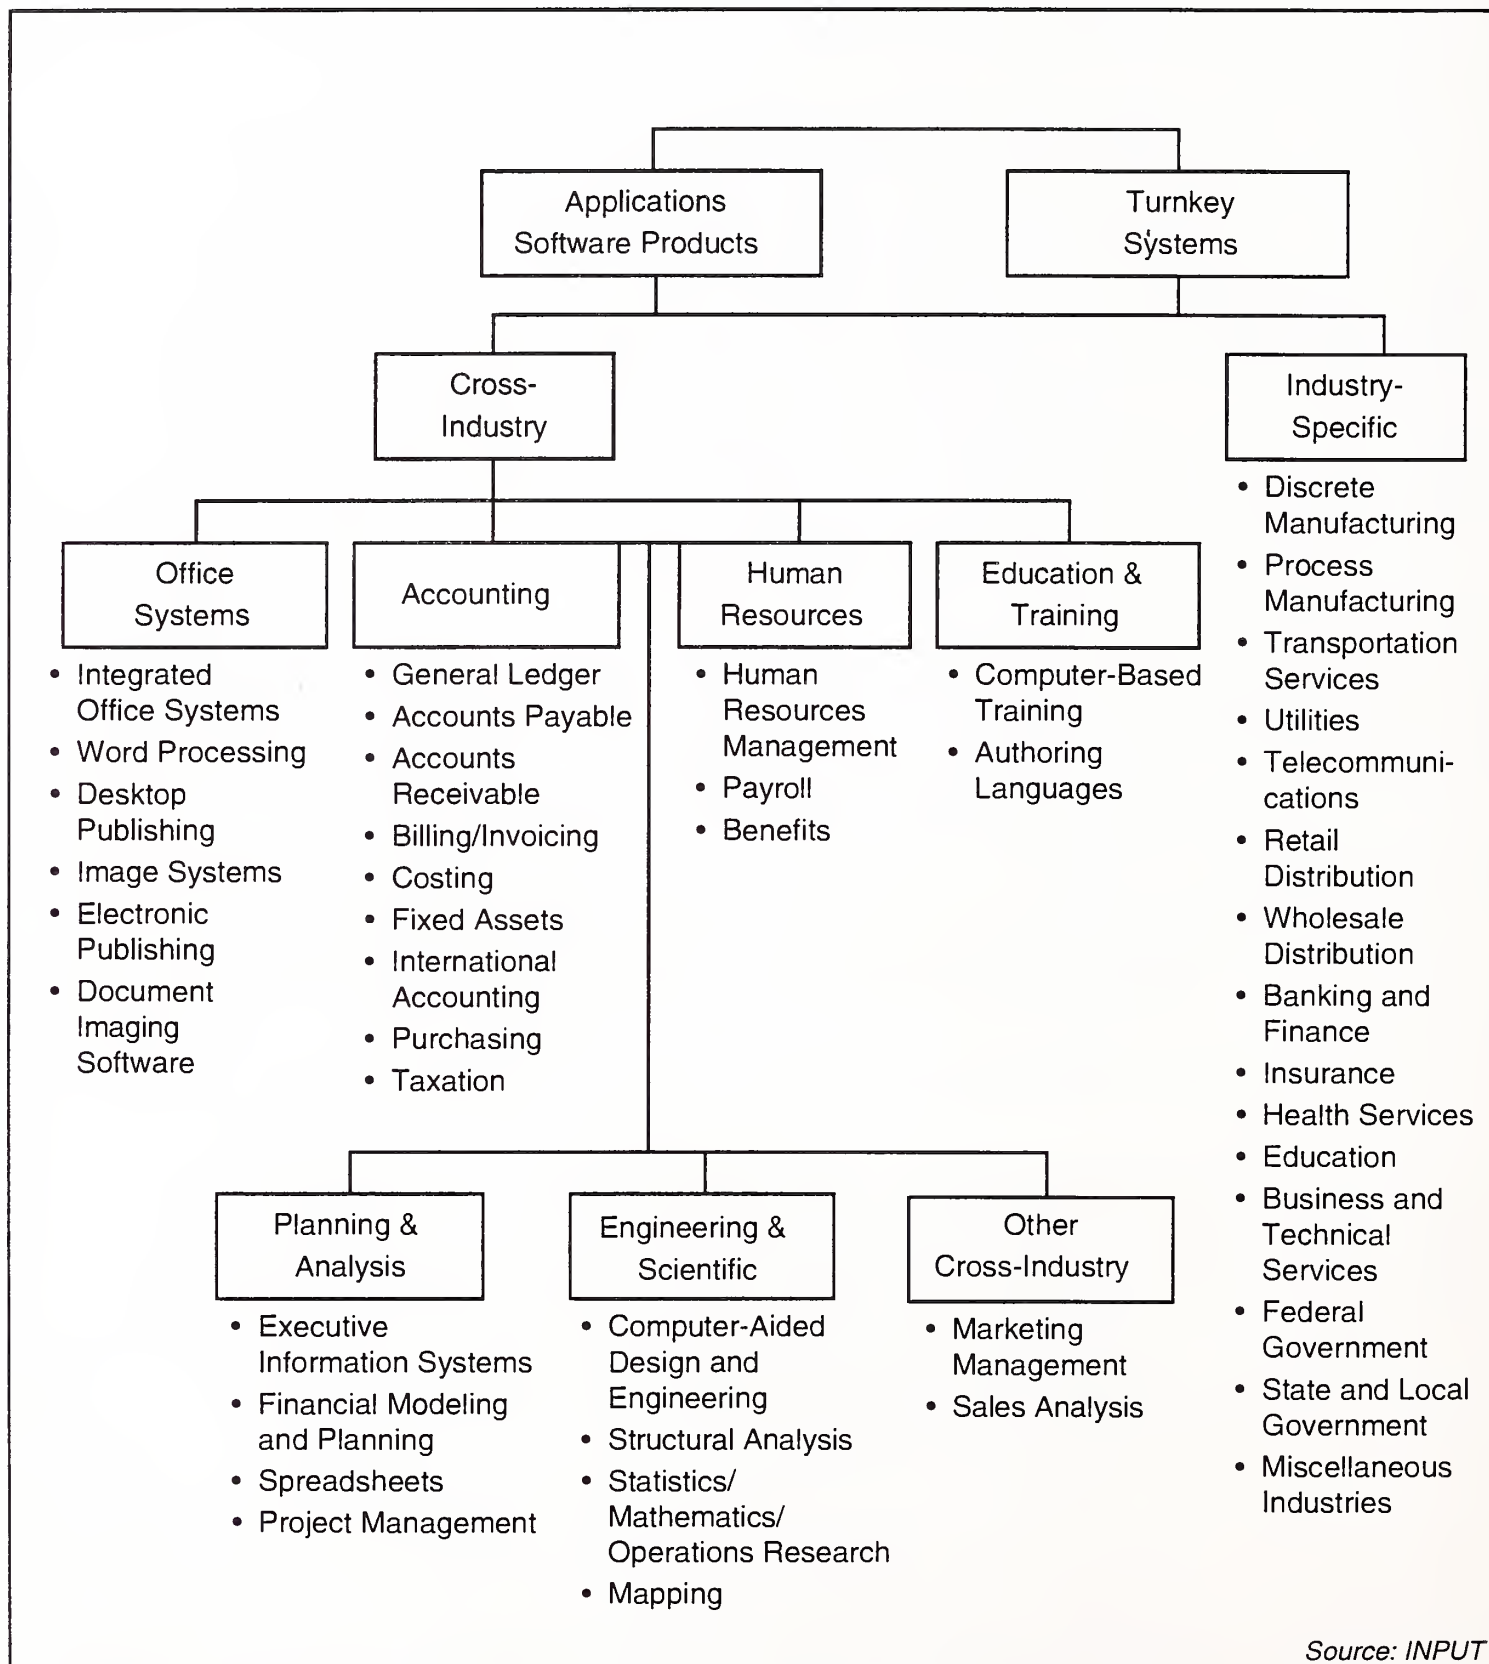 Applications
Software Products
Turnkey
Systems
Cross-
Industry
Industry-
Specific
• Discrete
Manufacturing
• Process
Manufacturing
• Transportation
Services
• Utilities
• Telecommuni-
cations
• Retail
Distribution
• Wholesale
Distribution
• Banking and
Finance
• Insurance
• Health Services
• Education
• Business and
Technical
Services
• Federal
Government
• State and Local
Government
• Miscellaneous
Industries
Office
Systems
• Integrated
Office Systems
• Word Processing
• Desktop
Publishing
• Image Systems
• Electronic
Publishing
• Document
Imaging
Software
Accounting
• General Ledger
• Accounts Payable
• Accounts
Receivable
• Billing/Invoicing
• Costing
• Fixed Assets
• International
Accounting
• Purchasing
• Taxation
Human
Resources
• Human
Resources
Management
• Payroll
• Benefits
Education &
Training
• Computer-Based
Training
• Authoring
Languages
Planning &
Analysis
• Executive
Information Systems
• Financial Modeling
and Planning
• Spreadsheets
• Project Management
Engineering &
Scientific
• Computer-Aided
Design and
Engineering
• Structural Analysis
• Statistics/
Mathematics/
Operations Research
• Mapping
Other
Cross-Industry
• Marketing
Management
• Sales Analysis
Source: INPUT